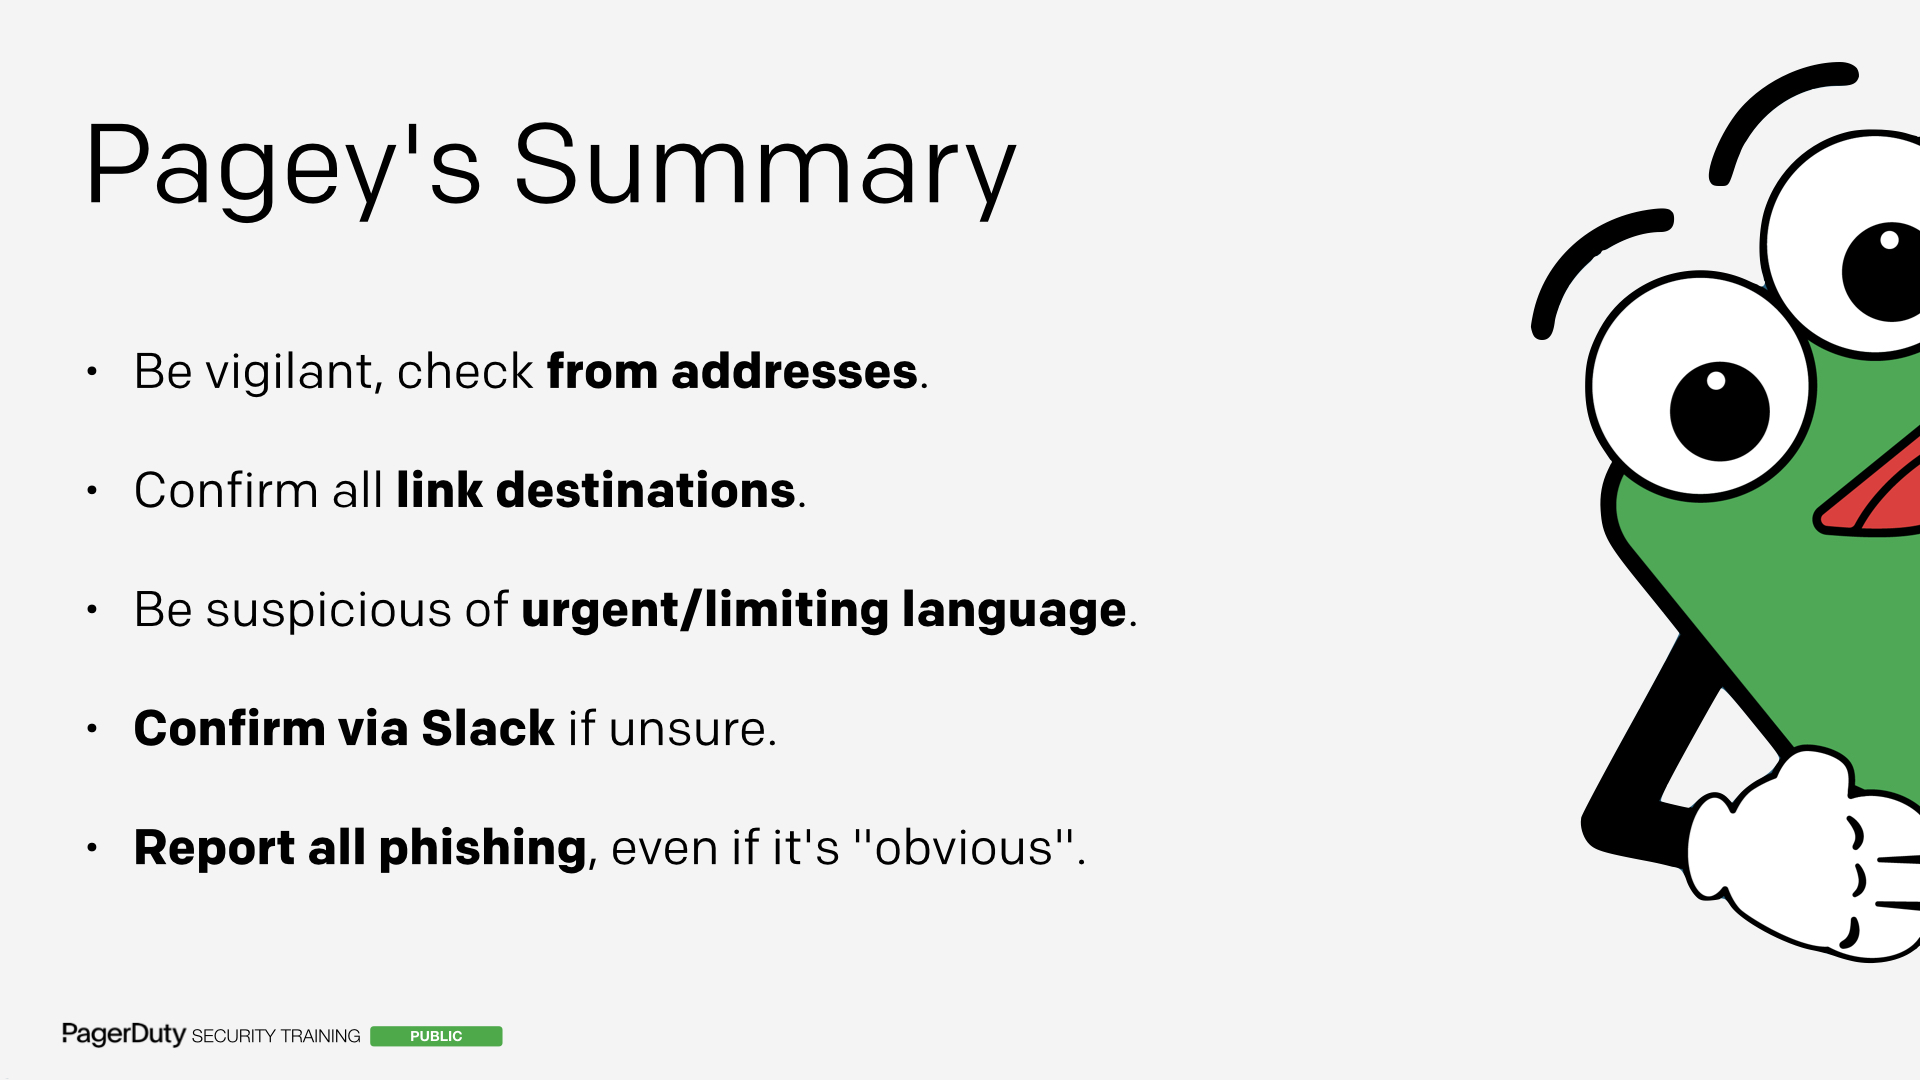 Pagey's Summary
• Be vigilant, check from addresses.
• Confirm all link destinations.
• Be suspicious of urgent/limiting language.
• Confirm via Slack if unsure.
• Report all phishing, even if it's "obvious".
PagerDuty SECURITY TRAINING PUBLIC